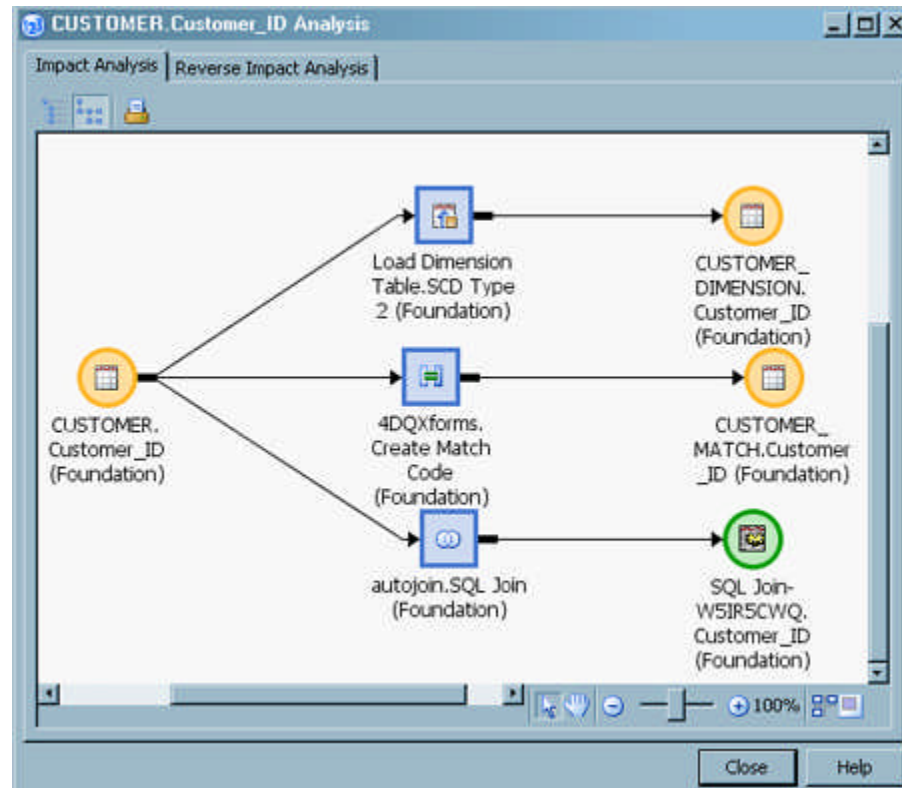 CUSTOMER.Customer_ID Analysis
Impact Analysis
Reverse Impact Analysis
Load Dimension
Table.SCD Type
2 (Foundation)
CUSTOMER_
DIMENSION.
Customer_ID
(Foundation)
CUSTOMER.
Customer_ID
(Foundation)
4DQXforms.
Create Match
Code
(Foundation)
CUSTOMER_
MATCH.Customer
_ID (Foundation)
autojoin.SQL Join
(Foundation)
SQL Join-
W5IR5CWQ.
Customer_ID
(Foundation)
100%
Close
Help